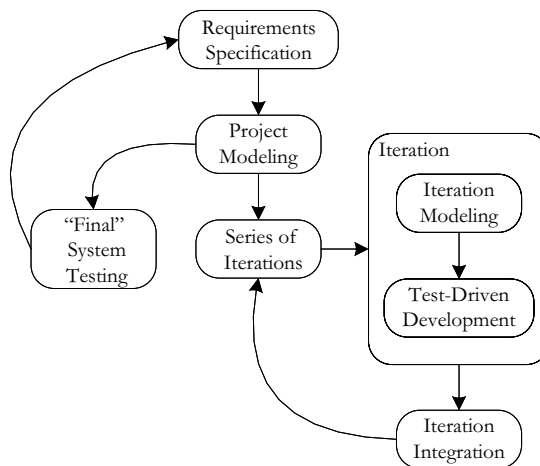 Requirements
Specification
Project
Modeling
Iteration
Iteration
Modeling
“Final”
System
Testing
Series of
Iterations
Test-Driven
Development
Iteration
Integration